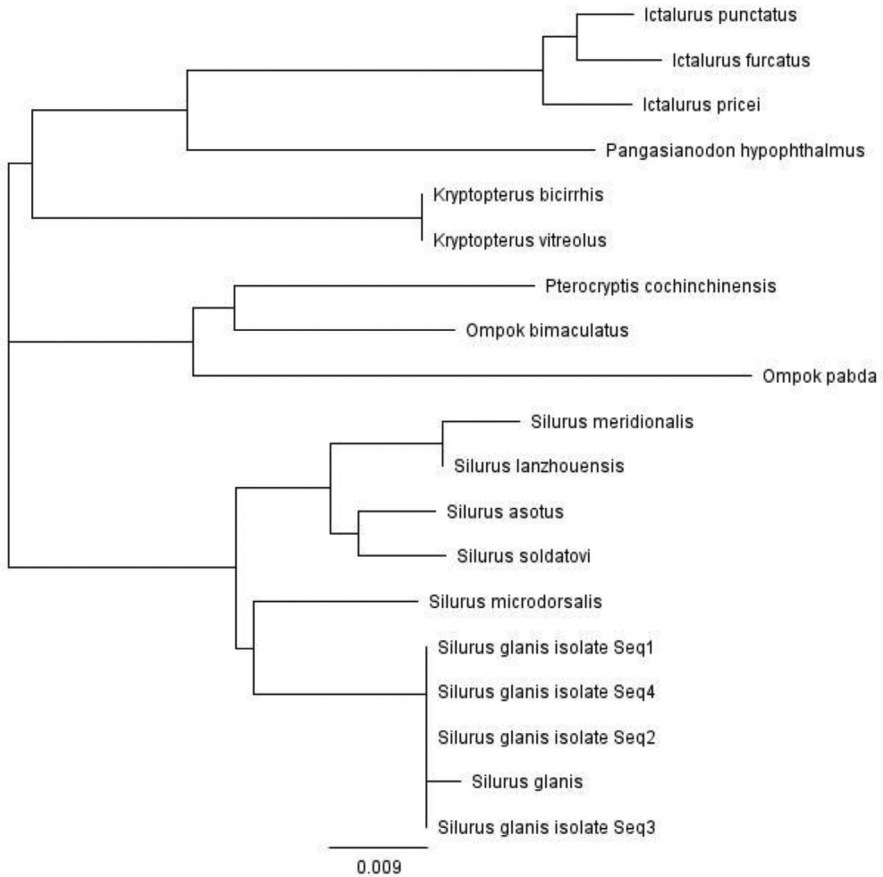 Ictalurus punctatus
Ictalurus furcatus
Ictalurus pricei
Pangasianodon hypophthalmus
Kryptopterus bicirrhis
Kryptopterus vitreolus
Pterocryptis cochinchinensis
Ompok bimaculatus
Ompok pabda
Silurus meridionalis
Silurus lanzhouensis
Silurus asotus
Silurus soldatovi
Silurus microdorsalis
Silurus glanis isolate Seq1
Silurus glanis isolate Seq4
Silurus glanis isolate Seq2
Silurus glanis
Silurus glanis isolate Seq3
0.009